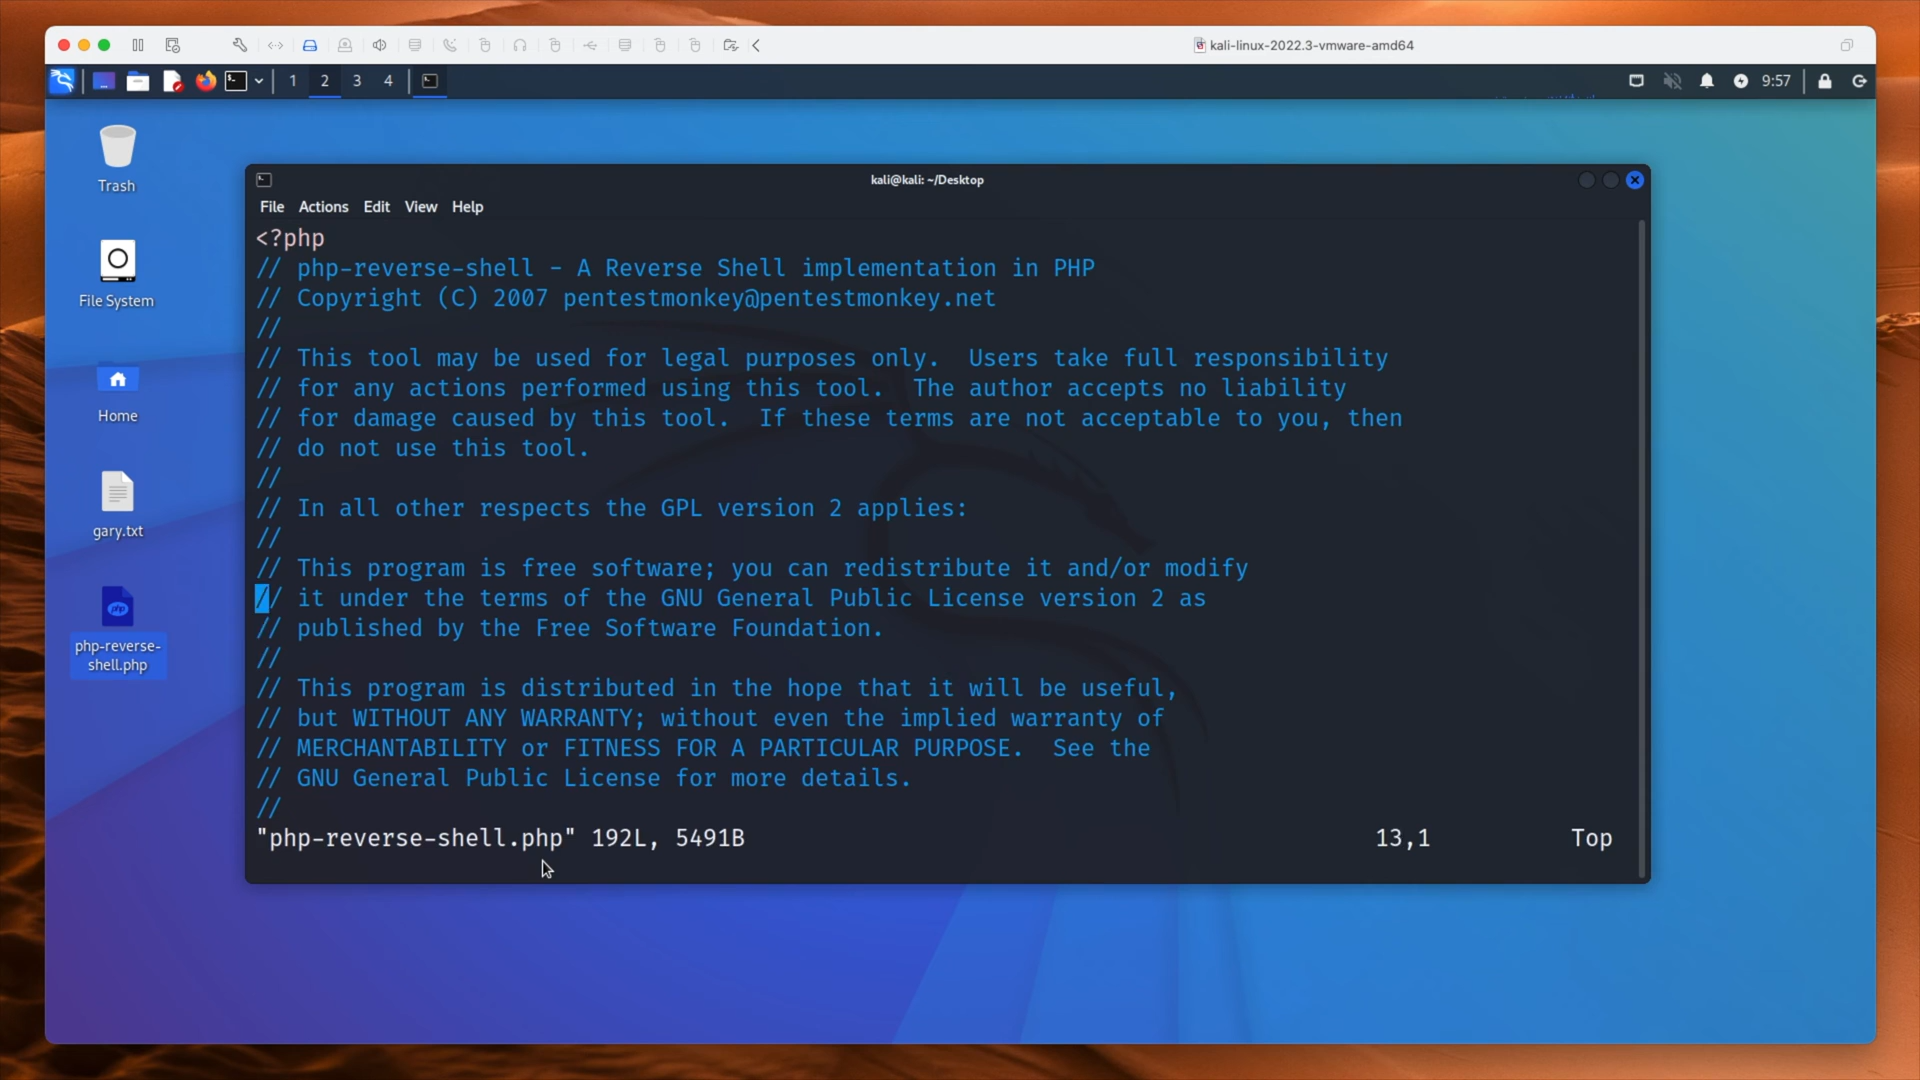 kali-linux-2022.3-vmware-amd64
1 2 3 4
9:57
Trash
File System
Home
gary.txt
php
php-reverse-
shell.php
kali@kali: ~/Desktop
File Actions Edit View Help
<?php
// php-reverse-shell - A Reverse Shell implementation in PHP
// Copyright (C) 2007 pentestmonkey@pentestmonkey.net
//
// This tool may be used for legal purposes only.  Users take full responsibility
// for any actions performed using this tool.  The author accepts no liability
// for damage caused by this tool.  If these terms are not acceptable to you, then
// do not use this tool.
//
// In all other respects the GPL version 2 applies:
//
// This program is free software; you can redistribute it and/or modify
// it under the terms of the GNU General Public License version 2 as
// published by the Free Software Foundation.
//
// This program is distributed in the hope that it will be useful,
// but WITHOUT ANY WARRANTY; without even the implied warranty of
// MERCHANTABILITY or FITNESS FOR A PARTICULAR PURPOSE.  See the
// GNU General Public License for more details.
//
"php-reverse-shell.php" 192L, 5491B 13,1 Top